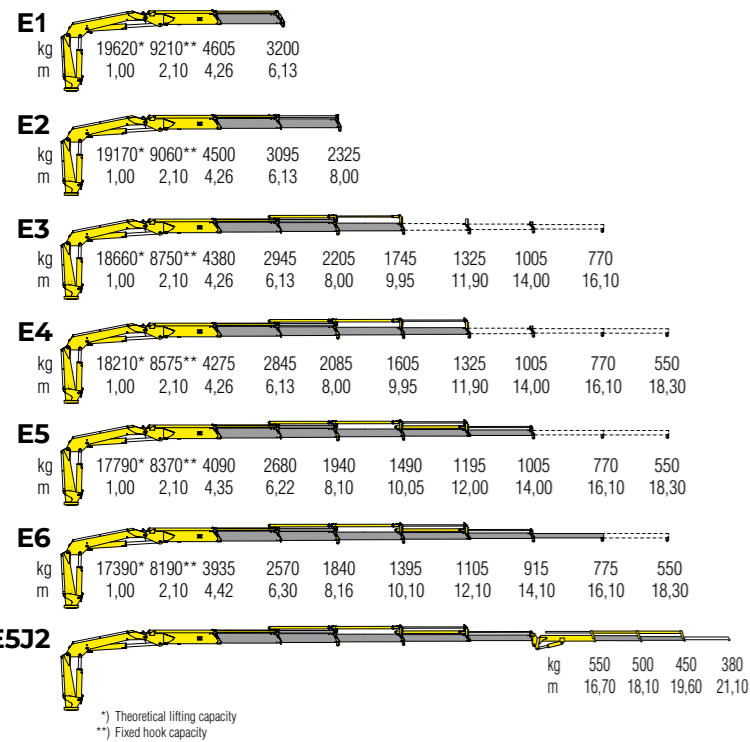 E1
kg 19620* 9210** 4605 3200
m 1,00 2,10 4,26 6,13
E2
kg 19170* 9060** 4500 3095 2325
m 1,00 2,10 4,26 6,13 8,00
E3
kg 18660* 8750** 4380 2945 2205 1745 1325 1005 770
m 1,00 2,10 4,26 6,13 8,00 9,95 11,90 14,00 16,10
E4
kg 18210* 8575** 4275 2845 2085 1605 1325 1005 770 550
m 1,00 2,10 4,26 6,13 8,00 9,95 11,90 14,00 16,10 18,30
E5
kg 17790* 8370** 4090 2680 1940 1490 1195 1005 770 550
m 1,00 2,10 4,35 6,22 8,10 10,05 12,00 14,00 16,10 18,30
E6
kg 17390* 8190** 3935 2570 1840 1395 1105 915 775 550
m 1,00 2,10 4,42 6,30 8,16 10,10 12,10 14,10 16,10 18,30
E5J2
kg 550 500 450 380
m 16,70 18,10 19,60 21,10
*) Theoretical lifting capacity
**) Fixed hook capacity